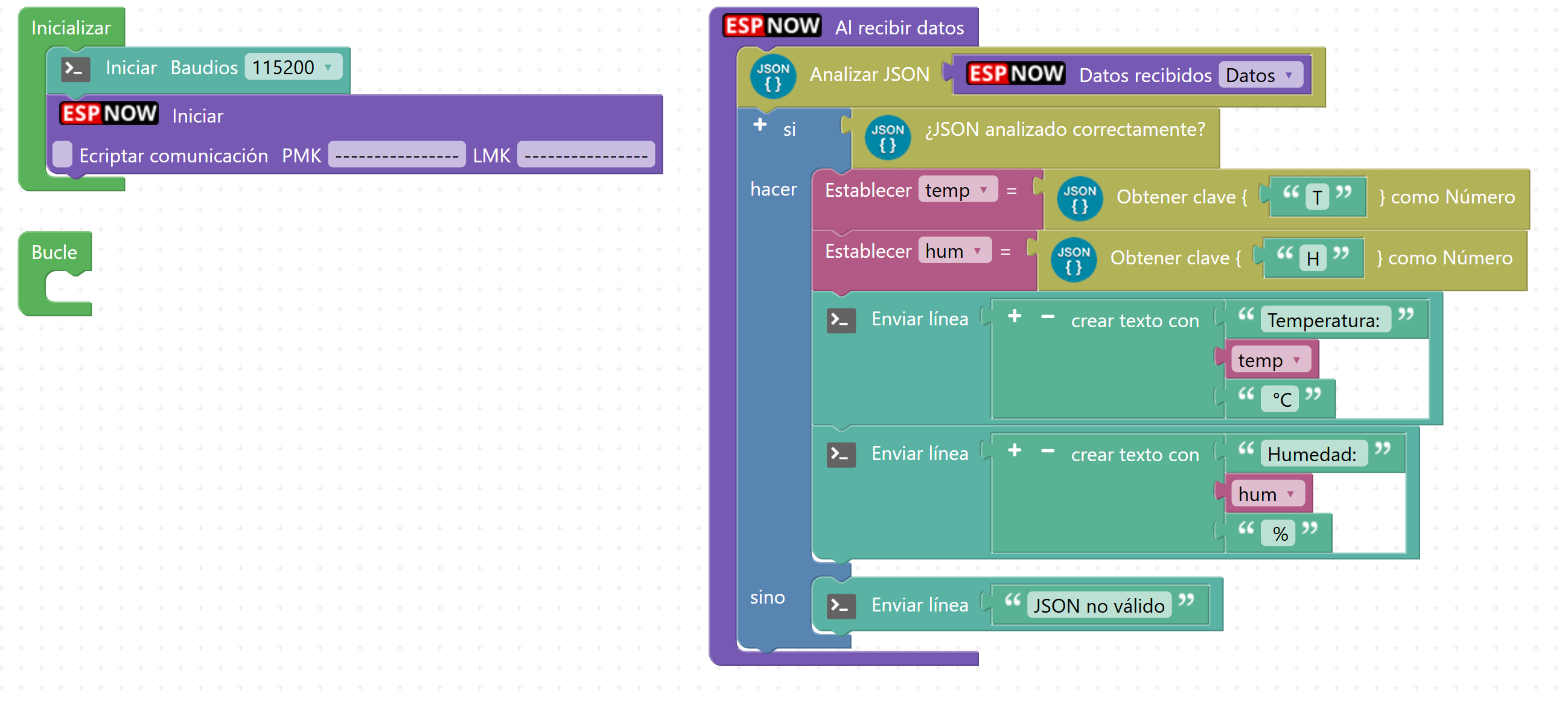 Inicializar
>_ Iniciar Baudios 115200
ESP NOW Iniciar
Ecriptar comunicación PMK ---------------- LMK ----------------
Bucle
ESP NOW Al recibir datos
JSON {} Analizar JSON ESP NOW Datos recibidos Datos
+ si JSON {} ¿JSON analizado correctamente?
hacer Establecer temp = JSON {} Obtener clave { “ T ” } como Número
Establecer hum = JSON {} Obtener clave { “ H ” } como Número
>_ Enviar línea + − crear texto con “ Temperatura: ”
temp
“ °C ”
>_ Enviar línea + − crear texto con “ Humedad: ”
hum
“ % ”
sino >_ Enviar línea “ JSON no válido ”